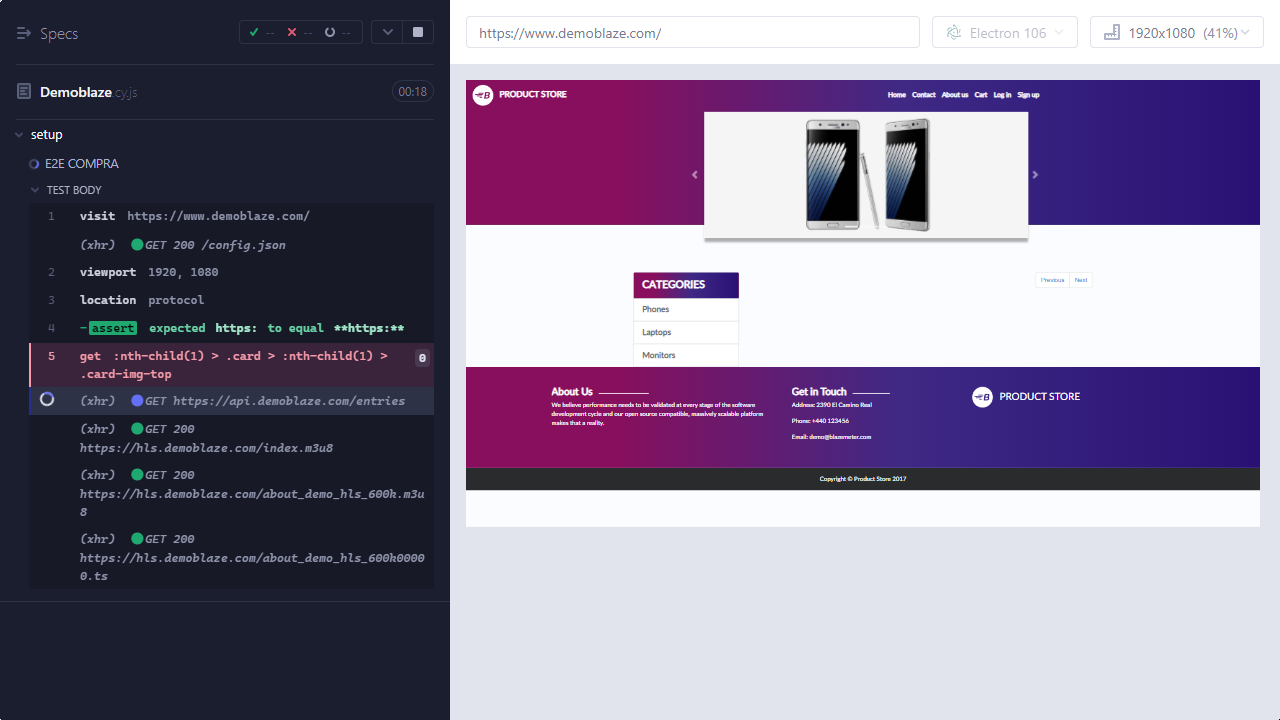 Specs
--
--
--
Demoblaze.cy.js
00:18
setup
E2E COMPRA
TEST BODY
1 visit https://www.demoblaze.com/
(xhr) GET 200 /config.json
2 viewport 1920, 1080
3 location protocol
4 -assert expected https: to equal **https:**
5 get :nth-child(1) > .card > :nth-child(1) > 0
.card-img-top
(xhr) GET https://api.demoblaze.com/entries
(xhr) GET 200
https://hls.demoblaze.com/index.m3u8
(xhr) GET 200
https://hls.demoblaze.com/about_demo_hls_600k.m3u
8
(xhr) GET 200
https://hls.demoblaze.com/about_demo_hls_600k0000
0.ts
https://www.demoblaze.com/
Electron 106
1920x1080 (41%)
PRODUCT STORE
Home Contact About us Cart Log in Sign up
CATEGORIES
Phones
Laptops
Monitors
Previous Next
About Us
We believe performance needs to be validated at every stage of the software
development cycle and our open source compatible, massively scalable platform
makes that a reality.
Get in Touch
Address: 2390 El Camino Real
Phone: +440 123456
Email: demo@blazemeter.com
PRODUCT STORE
Copyright © Product Store 2017